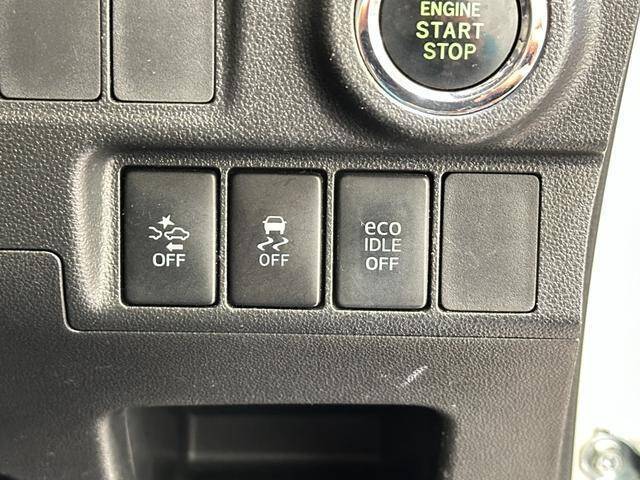 ENGINE
START
STOP
OFF
OFF
eco
IDLE
OFF